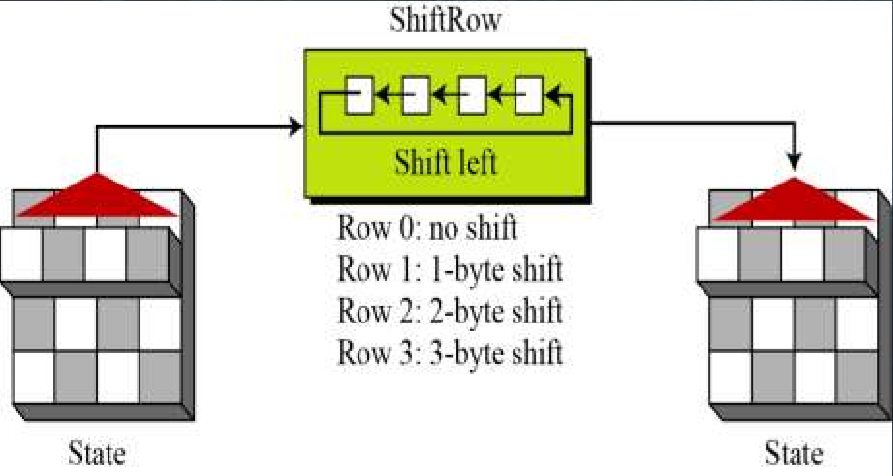 ShiftRow
Shift left
Row 0: no shift
Row 1: 1-byte shift
Row 2: 2-byte shift
Row 3: 3-byte shift
State
State